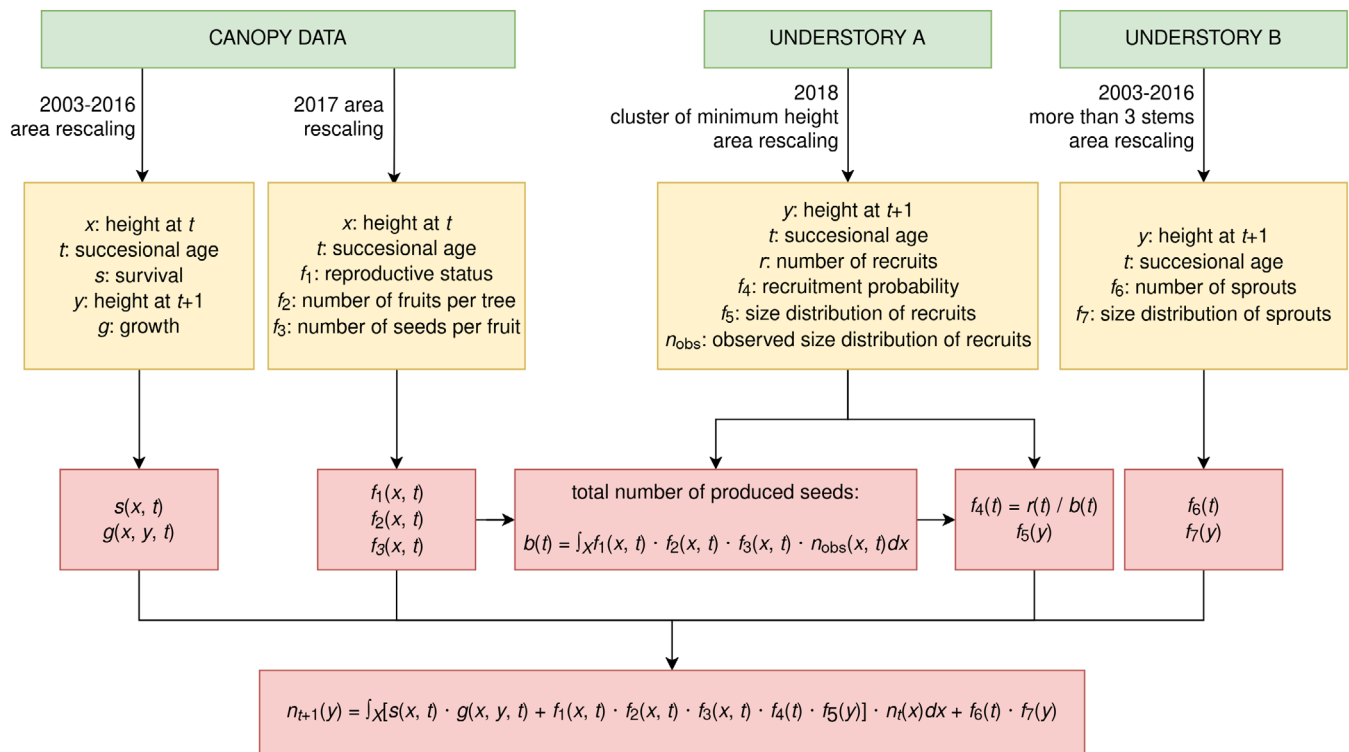 CANOPY DATA
UNDERSTORY A
UNDERSTORY B
2003-2016
area rescaling
2017 area
rescaling
2018
cluster of minimum height
area rescaling
2003-2016
more than 3 stems
area rescaling
x: height at t
t: succesional age
s: survival
y: height at t+1
g: growth
x: height at t
t: succesional age
f₁: reproductive status
f₂: number of fruits per tree
f₃: number of seeds per fruit
y: height at t+1
t: succesional age
r: number of recruits
f₄: recruitment probability
f₅: size distribution of recruits
n_obs: observed size distribution of recruits
y: height at t+1
t: succesional age
f₆: number of sprouts
f₇: size distribution of sprouts
s(x, t)
g(x, y, t)
f₁(x, t)
f₂(x, t)
f₃(x, t)
total number of produced seeds:
b(t) = ∫_X f₁(x, t) · f₂(x, t) · f₃(x, t) · n_obs(x, t)dx
f₄(t) = r(t) / b(t)
f₅(y)
f₆(t)
f₇(y)
n_t+1(y) = ∫_X[s(x, t) · g(x, y, t) + f₁(x, t) · f₂(x, t) · f₃(x, t) · f₄(t) · f₅(y)] · n_t(x)dx + f₆(t) · f₇(y)